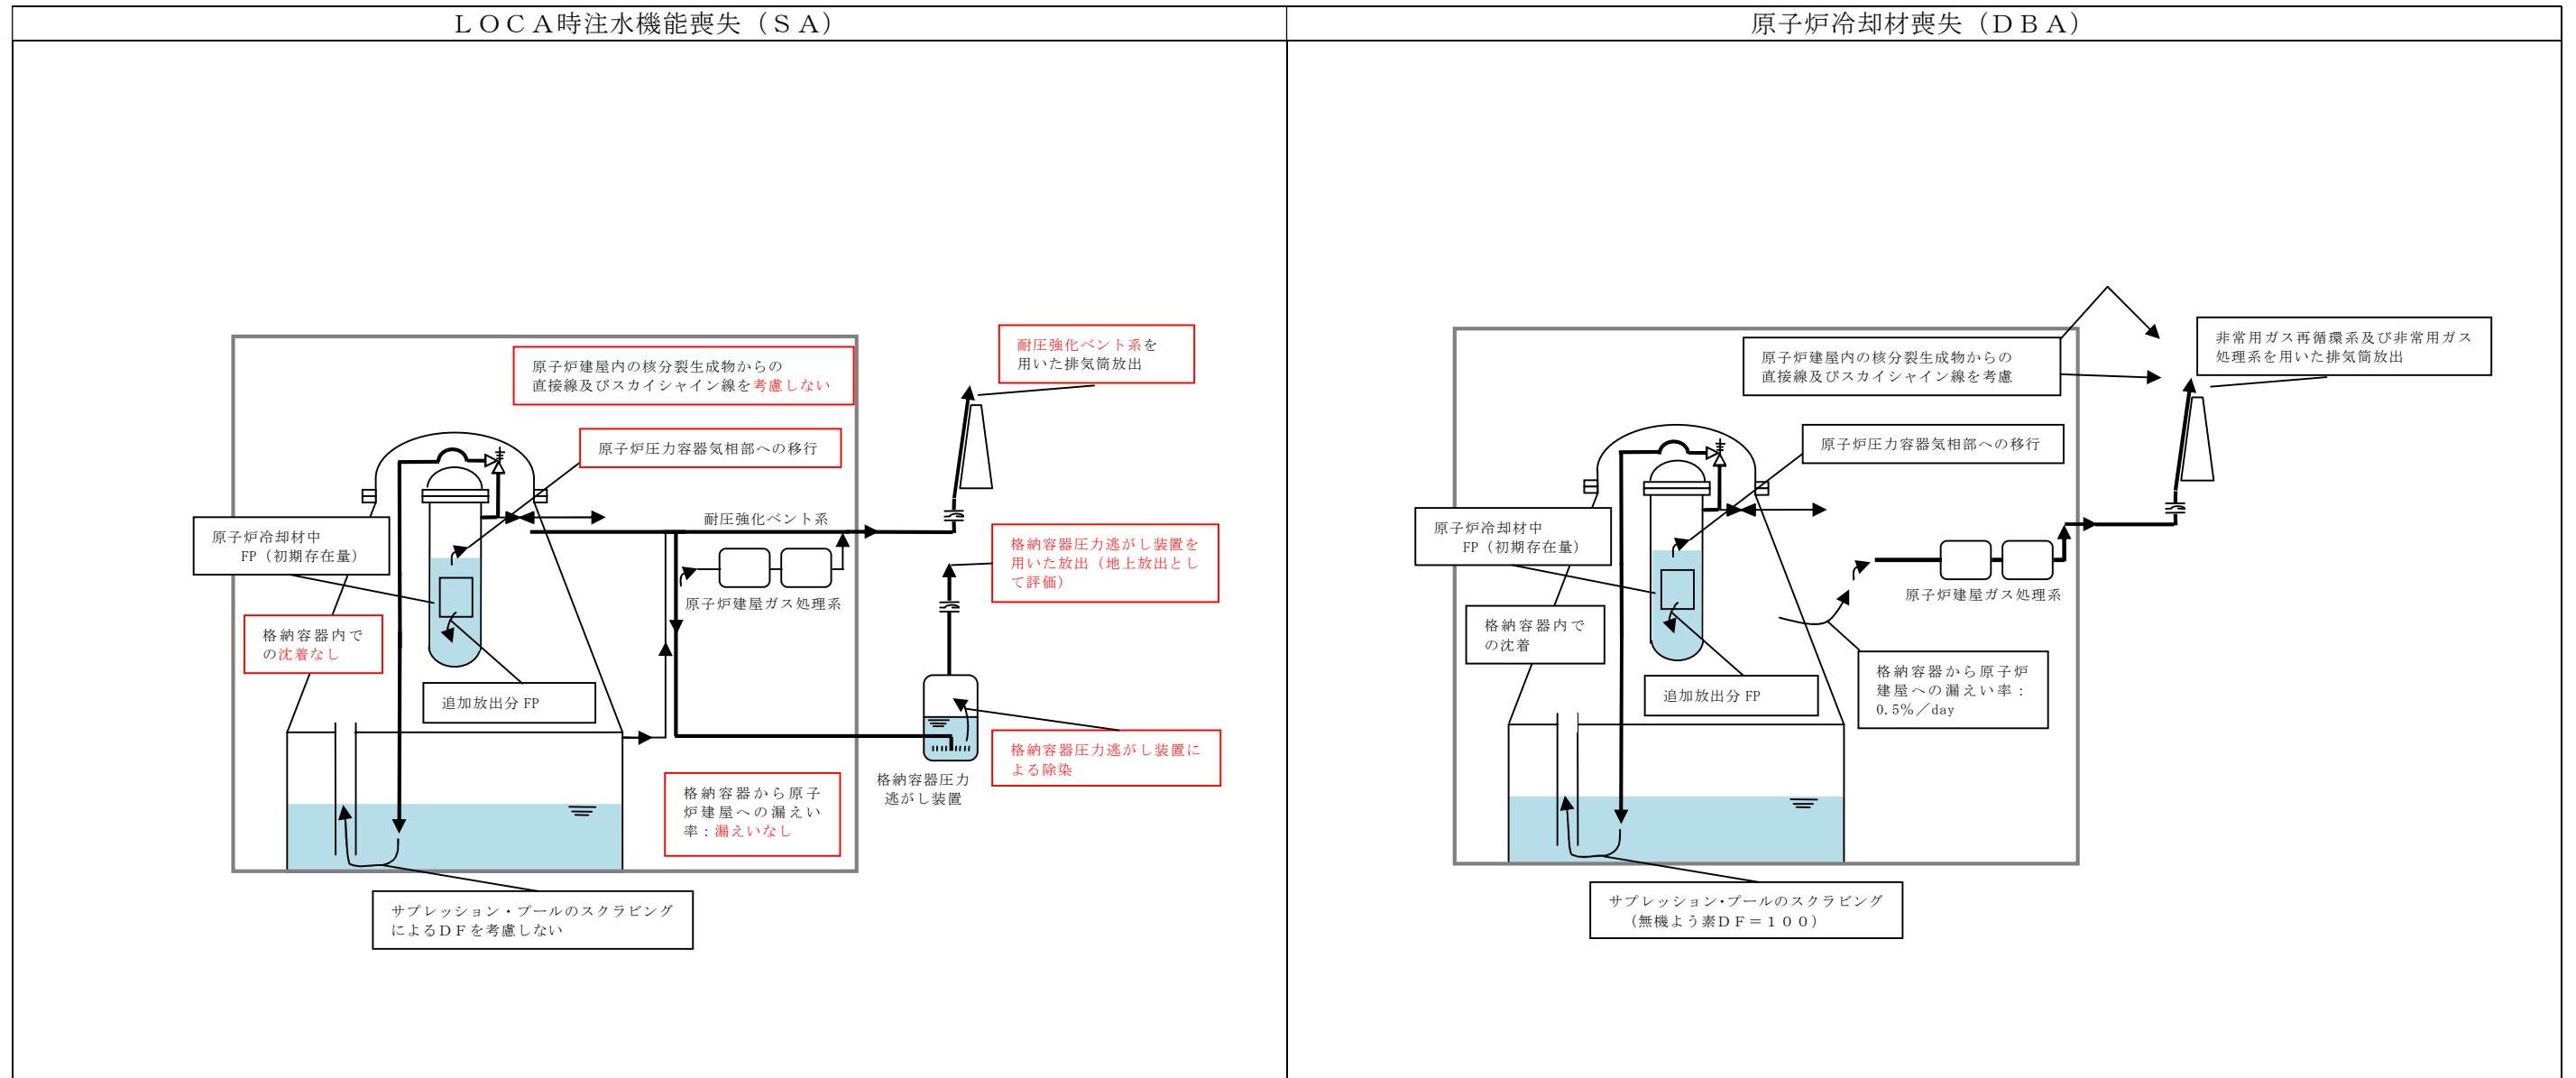 ＬＯＣＡ時注水機能喪失（ＳＡ）
原子炉建屋内の核分裂生成物からの
直接線及びスカイシャイン線を考慮しない
耐圧強化ベント系を
用いた排気筒放出
原子炉圧力容器気相部への移行
耐圧強化ベント系
原子炉冷却材中
FP（初期存在量）
格納容器圧力逃がし装置を
用いた放出（地上放出とし
て評価）
原子炉建屋ガス処理系
格納容器内で
の沈着なし
追加放出分 FP
格納容器圧力逃がし装置に
よる除染
格納容器圧力
逃がし装置
格納容器から原子
炉建屋への漏えい
率：漏えいなし
サプレッション・プールのスクラビング
によるＤＦを考慮しない
原子炉冷却材喪失（ＤＢＡ）
非常用ガス再循環系及び非常用ガス
処理系を用いた排気筒放出
原子炉建屋内の核分裂生成物からの
直接線及びスカイシャイン線を考慮
原子炉圧力容器気相部への移行
原子炉冷却材中
FP（初期存在量）
原子炉建屋ガス処理系
格納容器内で
の沈着
追加放出分 FP
格納容器から原子炉
建屋への漏えい率：
0.5%／day
サプレッション・プールのスクラビング
（無機よう素ＤＦ＝１００）